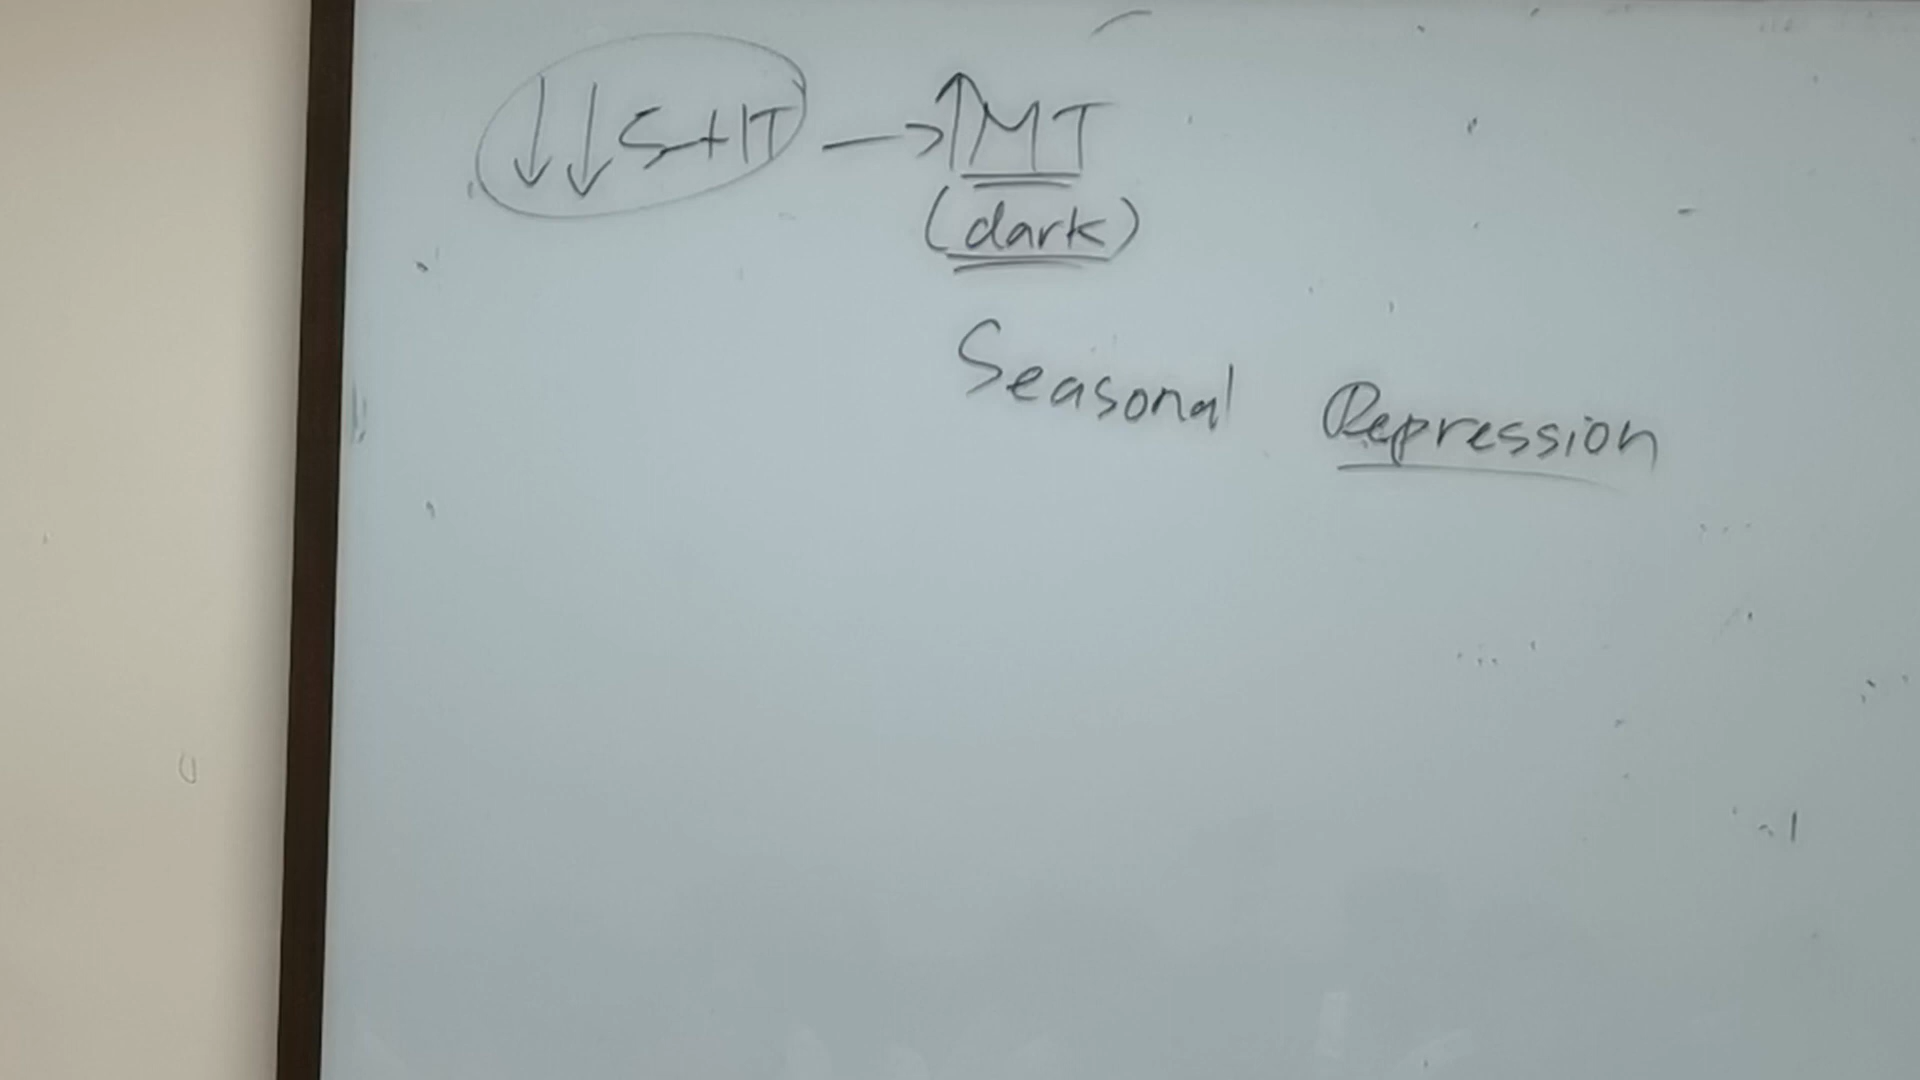 ↓↓5-HT → ↑MT
(dark)
Seasonal Depression